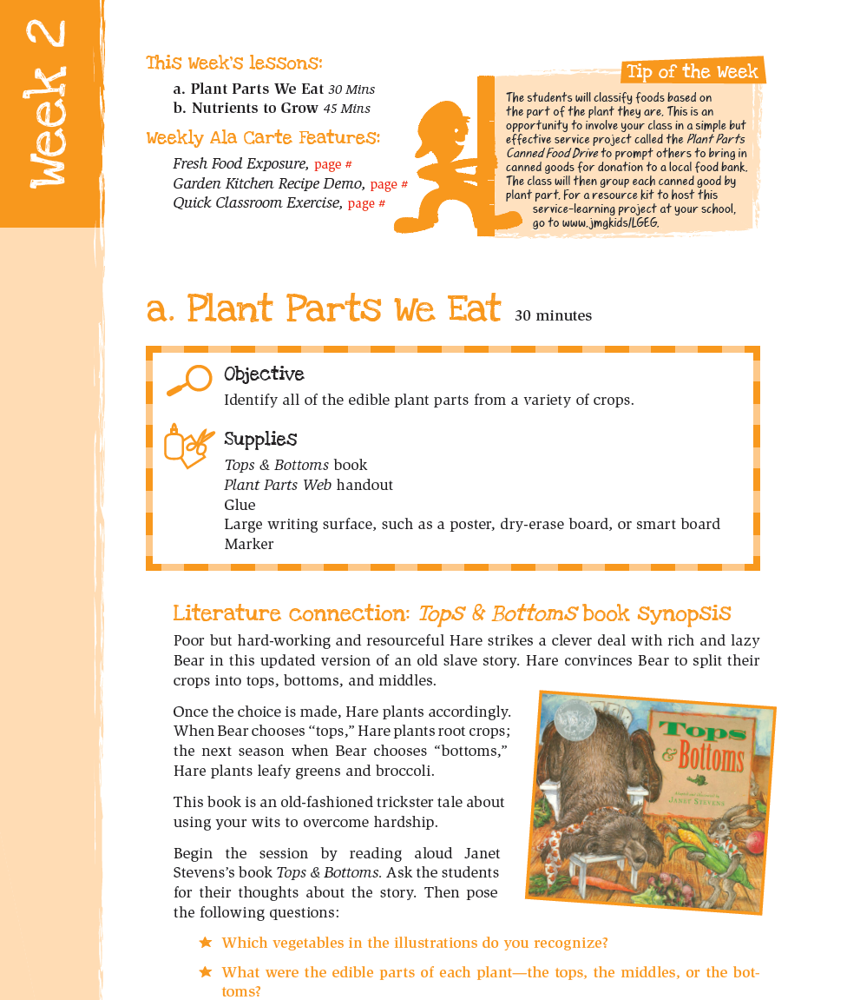 Week 2
This Week's lessons:
a. Plant Parts We Eat 30 Mins
b. Nutrients to Grow 45 Mins
Weekly Ala Carte Features:
Fresh Food Exposure, page #
Garden Kitchen Recipe Demo, page #
Quick Classroom Exercise, page #
Tip of the Week
The students will classify foods based on
the part of the plant they are. This is an
opportunity to involve your class in a simple but
effective service project called the Plant Parts
Canned Food Drive to prompt others to bring in
canned goods for donation to a local food bank.
The class will then group each canned good by
plant part. For a resource kit to host this
service-learning project at your school,
go to www.jmgkids/LGEG.
a. Plant Parts We Eat 30 minutes
Objective
Identify all of the edible plant parts from a variety of crops.
Supplies
Tops & Bottoms book
Plant Parts Web handout
Glue
Large writing surface, such as a poster, dry-erase board, or smart board
Marker
Literature connection: Tops & Bottoms book synopsis
Poor but hard-working and resourceful Hare strikes a clever deal with rich and lazy
Bear in this updated version of an old slave story. Hare convinces Bear to split their
crops into tops, bottoms, and middles.
Once the choice is made, Hare plants accordingly.
When Bear chooses “tops,” Hare plants root crops;
the next season when Bear chooses “bottoms,”
Hare plants leafy greens and broccoli.
This book is an old-fashioned trickster tale about
using your wits to overcome hardship.
Begin the session by reading aloud Janet
Stevens’s book Tops & Bottoms. Ask the students
for their thoughts about the story. Then pose
the following questions:
Tops
& Bottoms
Janet Stevens
Which vegetables in the illustrations do you recognize?
What were the edible parts of each plant—the tops, the middles, or the bot-
toms?